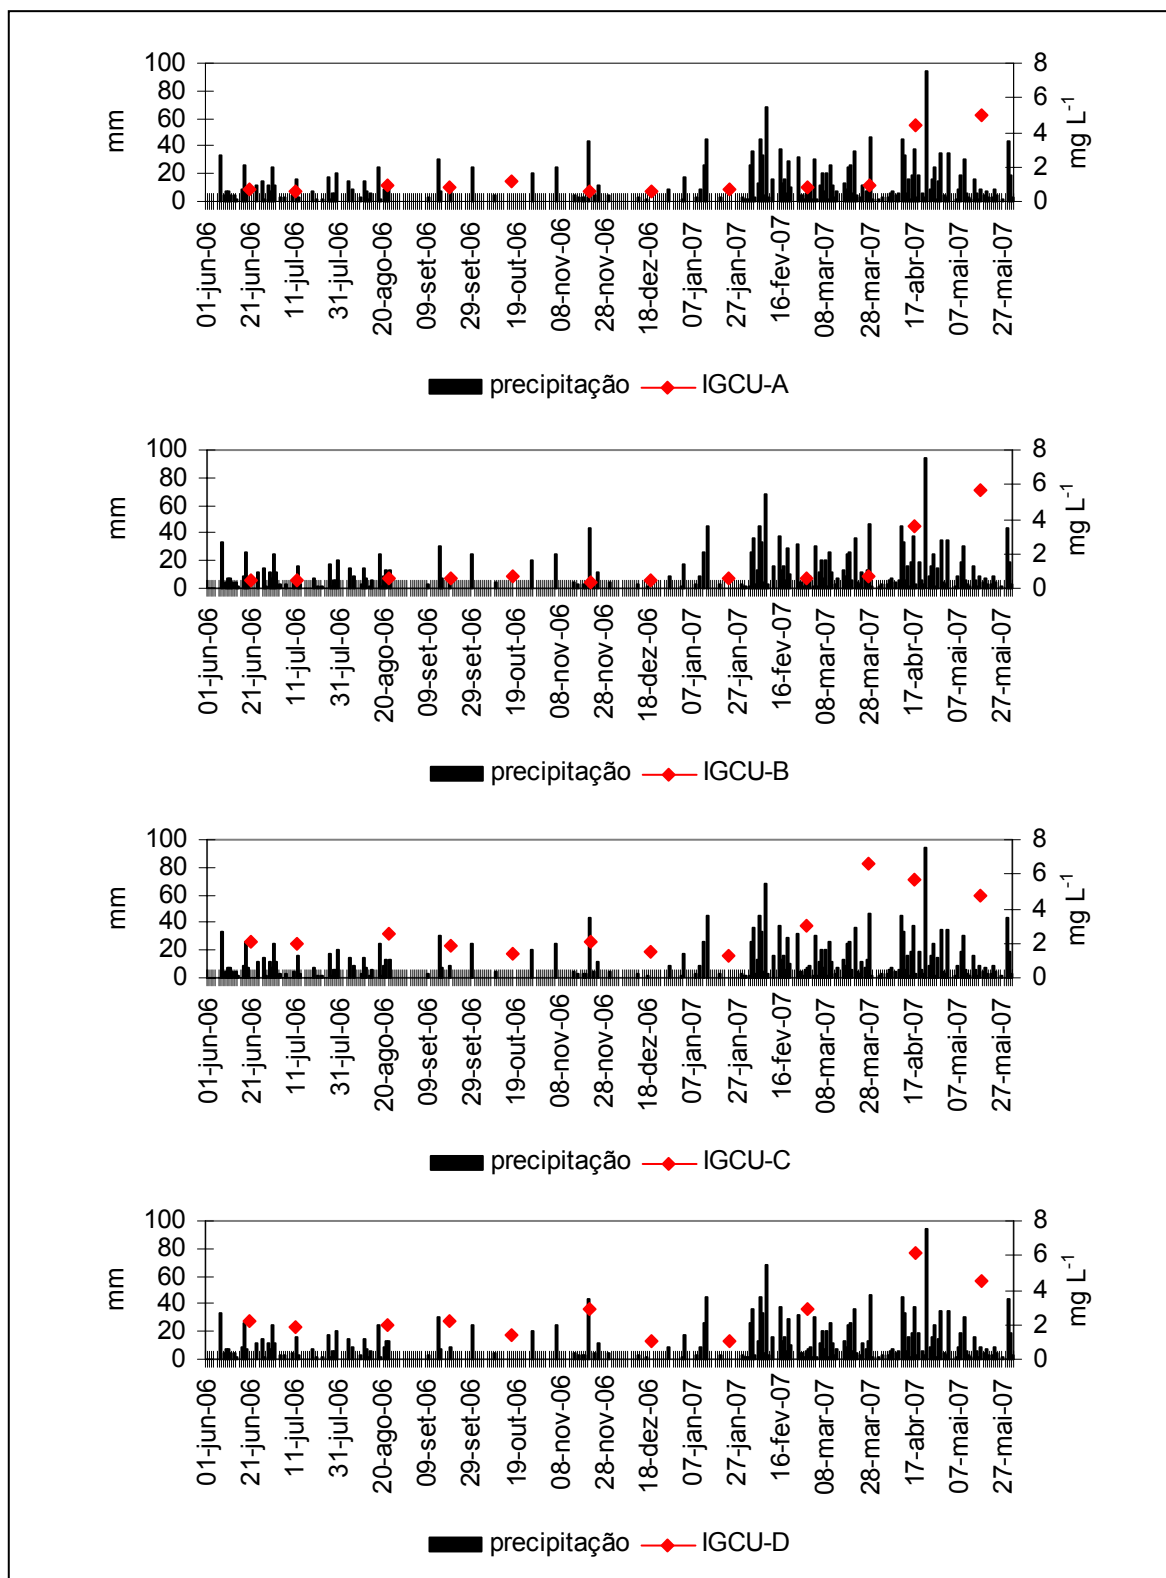 100 80 60 40 20 0
mm
8 6 4 2 0
mg L⁻¹
01-jun-06 21-jun-06 11-jul-06 31-jul-06 20-ago-06 09-set-06 29-set-06 19-out-06 08-nov-06 28-nov-06 18-dez-06 07-jan-07 27-jan-07 16-fev-07 08-mar-07 28-mar-07 17-abr-07 07-mai-07 27-mai-07
precipitação IGCU-A
100 80 60 40 20 0
mm
8 6 4 2 0
mg L⁻¹
01-jun-06 21-jun-06 11-jul-06 31-jul-06 20-ago-06 09-set-06 29-set-06 19-out-06 08-nov-06 28-nov-06 18-dez-06 07-jan-07 27-jan-07 16-fev-07 08-mar-07 28-mar-07 17-abr-07 07-mai-07 27-mai-07
precipitação IGCU-B
100 80 60 40 20 0
mm
8 6 4 2 0
mg L⁻¹
01-jun-06 21-jun-06 11-jul-06 31-jul-06 20-ago-06 09-set-06 29-set-06 19-out-06 08-nov-06 28-nov-06 18-dez-06 07-jan-07 27-jan-07 16-fev-07 08-mar-07 28-mar-07 17-abr-07 07-mai-07 27-mai-07
precipitação IGCU-C
100 80 60 40 20 0
mm
8 6 4 2 0
mg L⁻¹
01-jun-06 21-jun-06 11-jul-06 31-jul-06 20-ago-06 09-set-06 29-set-06 19-out-06 08-nov-06 28-nov-06 18-dez-06 07-jan-07 27-jan-07 16-fev-07 08-mar-07 28-mar-07 17-abr-07 07-mai-07 27-mai-07
precipitação IGCU-D